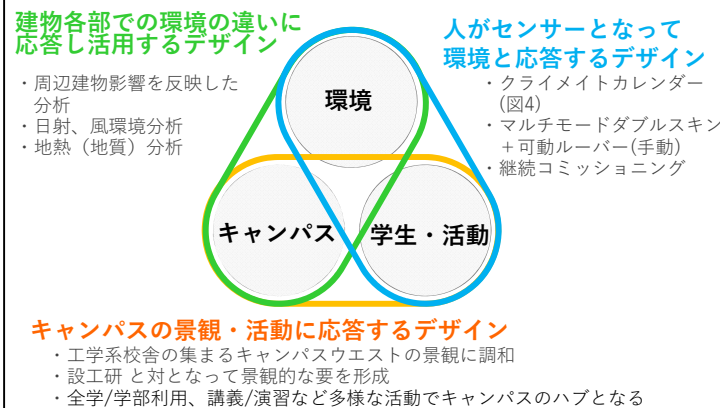 建物各部での環境の違いに
応答し活用するデザイン
・周辺建物影響を反映した
分析
・日射、風環境分析
・地熱（地質）分析
人がセンサーとなって
環境と応答するデザイン
・クライメイトカレンダー
(図4)
・マルチモードダブルスキン
＋可動ルーバー(手動)
・継続コミッショニング
環境
キャンパス
学生・活動
キャンパスの景観・活動に応答するデザイン
・工学系校舎の集まるキャンパスウエストの景観に調和
・設工研 と対となって景観的な要を形成
・全学/学部利用、講義/演習など多様な活動でキャンパスのハブとなる